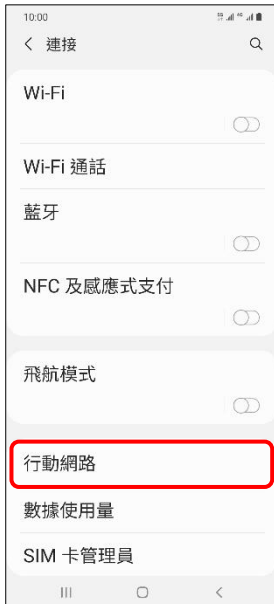 10:00
連接
Wi-Fi
Wi-Fi 通話
藍牙
NFC 及感應式支付
飛航模式
行動網路
數據使用量
SIM 卡管理員